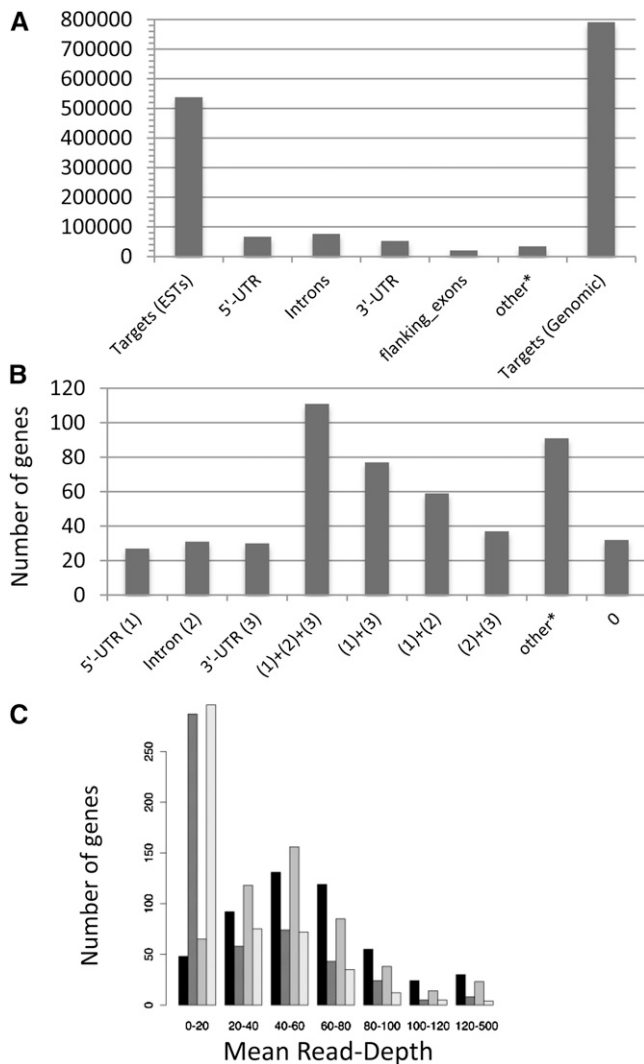 A
800000
700000
600000
500000
400000
300000
200000
100000
0
Targets (ESTs)
5'-UTR
Introns
3'-UTR
flanking_exons
other*
Targets (Genomic)
B
Number of genes
120
100
80
60
40
20
0
5'-UTR (1)
Intron (2)
3'-UTR (3)
(1)+(2)+(3)
(1)+(3)
(1)+(2)
(2)+(3)
other*
0
C
Number of genes
250
200
150
100
50
0
0-20 20-40 40-60 60-80 80-100 100-120 120-500
Mean Read-Depth